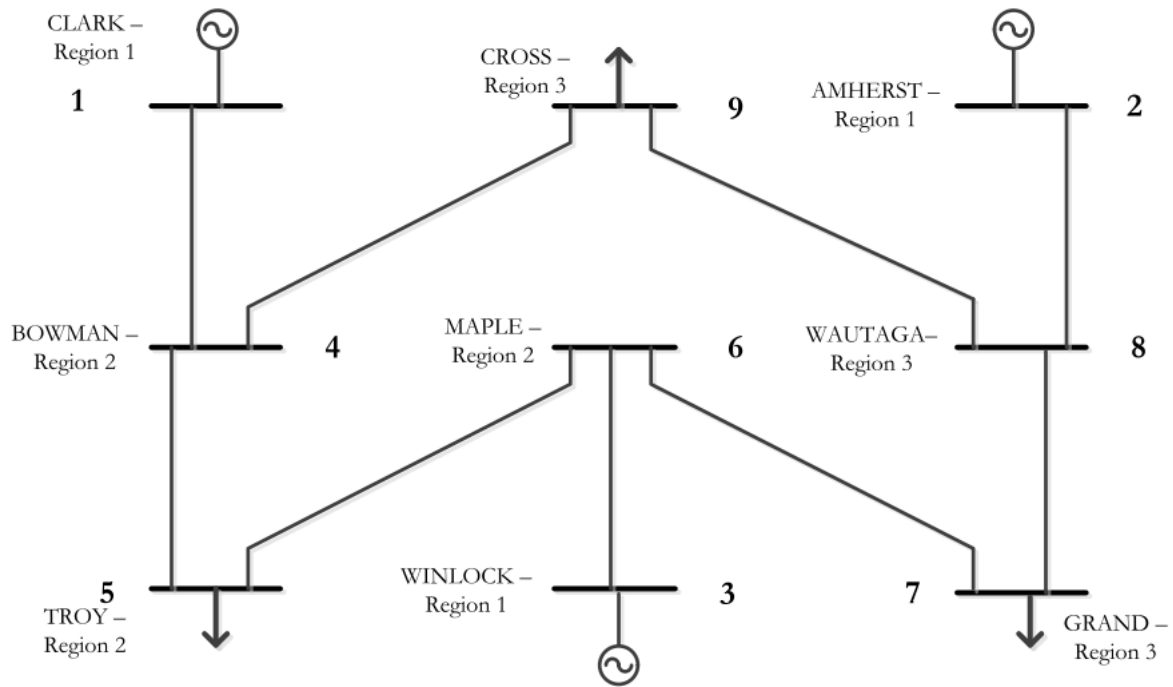 CLARK –
Region 1
1
CROSS –
Region 3
9
AMHERST –
Region 1
2
BOWMAN –
Region 2
4
MAPLE –
Region 2
6
WAUTAGA–
Region 3
8
5
TROY –
Region 2
WINLOCK –
Region 1
3
7
GRAND –
Region 3